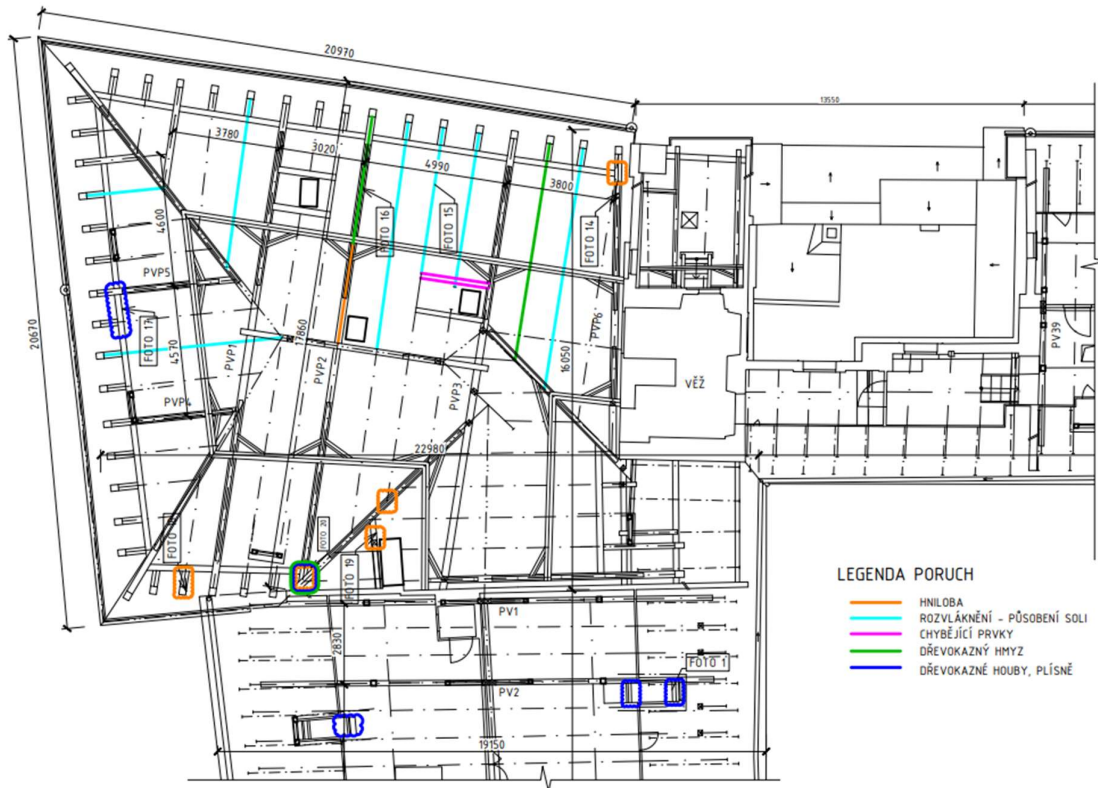 20970
13550
3780
3020
4990
3800
FOTO 16
FOTO 15
FOTO 14
4600
20670
PVP5
FOTO 17
4570
PVP1
PVP2
17860
PVP3
16050
PVP6
VĚŽ
PV39
PVP4
22980
FOTO
FOTO 20
FOTO 19
LEGENDA PORUCH
HNILOBA
ROZVLÁKNĚNÍ - PŮSOBENÍ SOLI
CHYBĚJÍCÍ PRVKY
DŘEVOKAZNÝ HMYZ
DŘEVOKAZNÉ HOUBY, PLÍSNĚ
PV1
2830
FOTO 1
PV2
19150